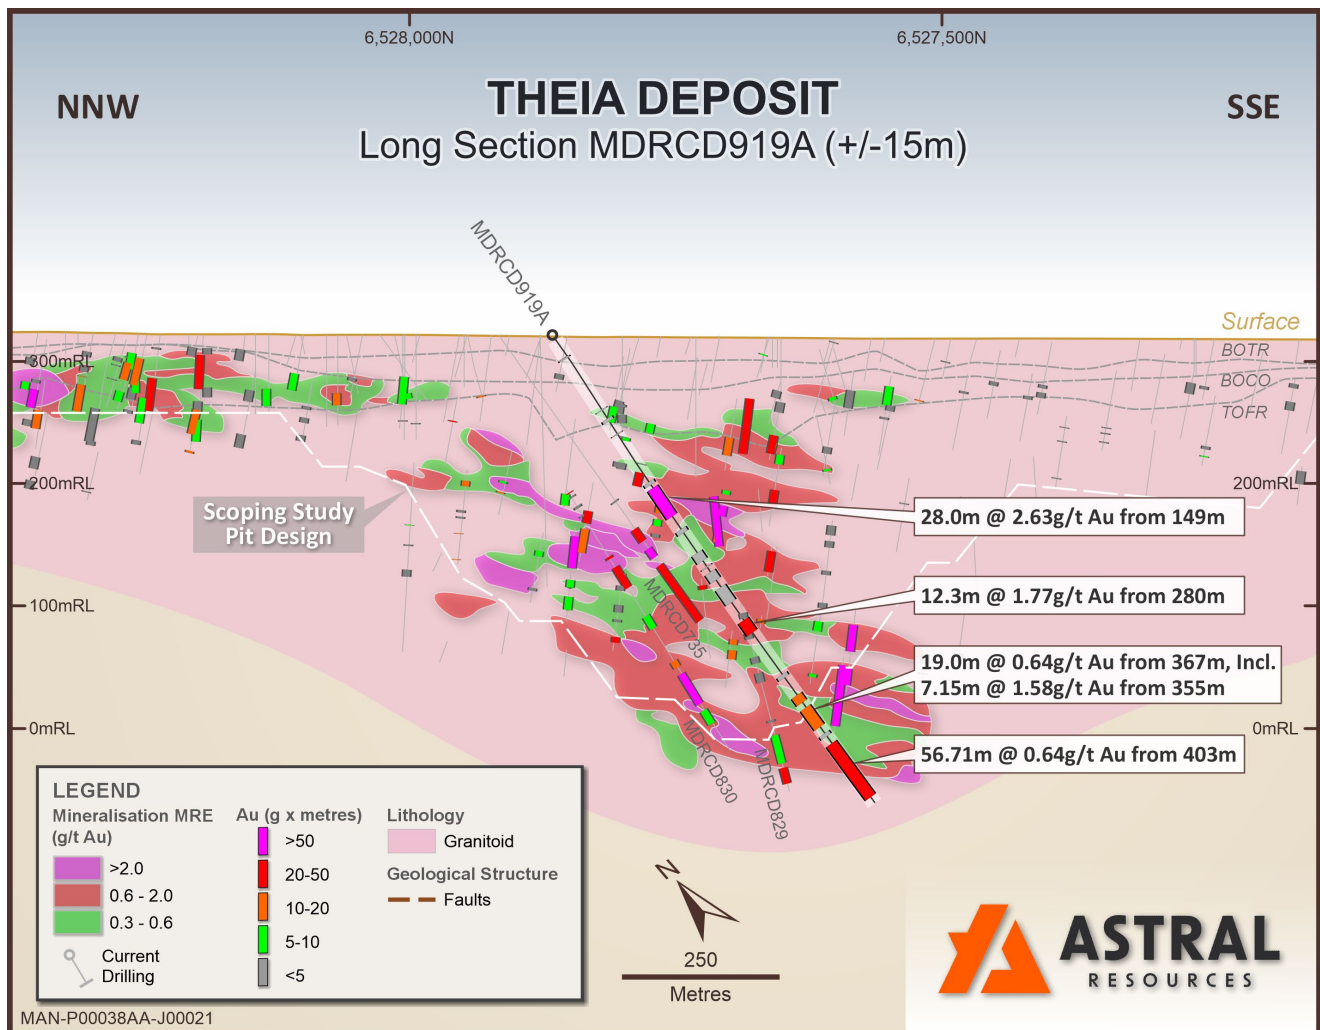 6,528,000N
6,527,500N
NNW
THEIA DEPOSIT
SSE
Long Section MDRCD919A (+/-15m)
MDRCD919A
Surface
300mRL
BOTR
BOCO
TOFR
200mRL
200mRL
Scoping Study
Pit Design
28.0m @ 2.63g/t Au from 149m
12.3m @ 1.77g/t Au from 280m
100mRL
MDRCD735
19.0m @ 0.64g/t Au from 367m, Incl.
7.15m @ 1.58g/t Au from 355m
0mRL
0mRL
MDRCD830
MDRCD829
56.71m @ 0.64g/t Au from 403m
LEGEND
Mineralisation MRE
(g/t Au)
>2.0
0.6 - 2.0
0.3 - 0.6
Current
Drilling
Au (g x metres)
>50
20-50
10-20
5-10
<5
Lithology
Granitoid
Geological Structure
Faults
N
250
Metres
ASTRAL
RESOURCES
MAN-P00038AA-J00021